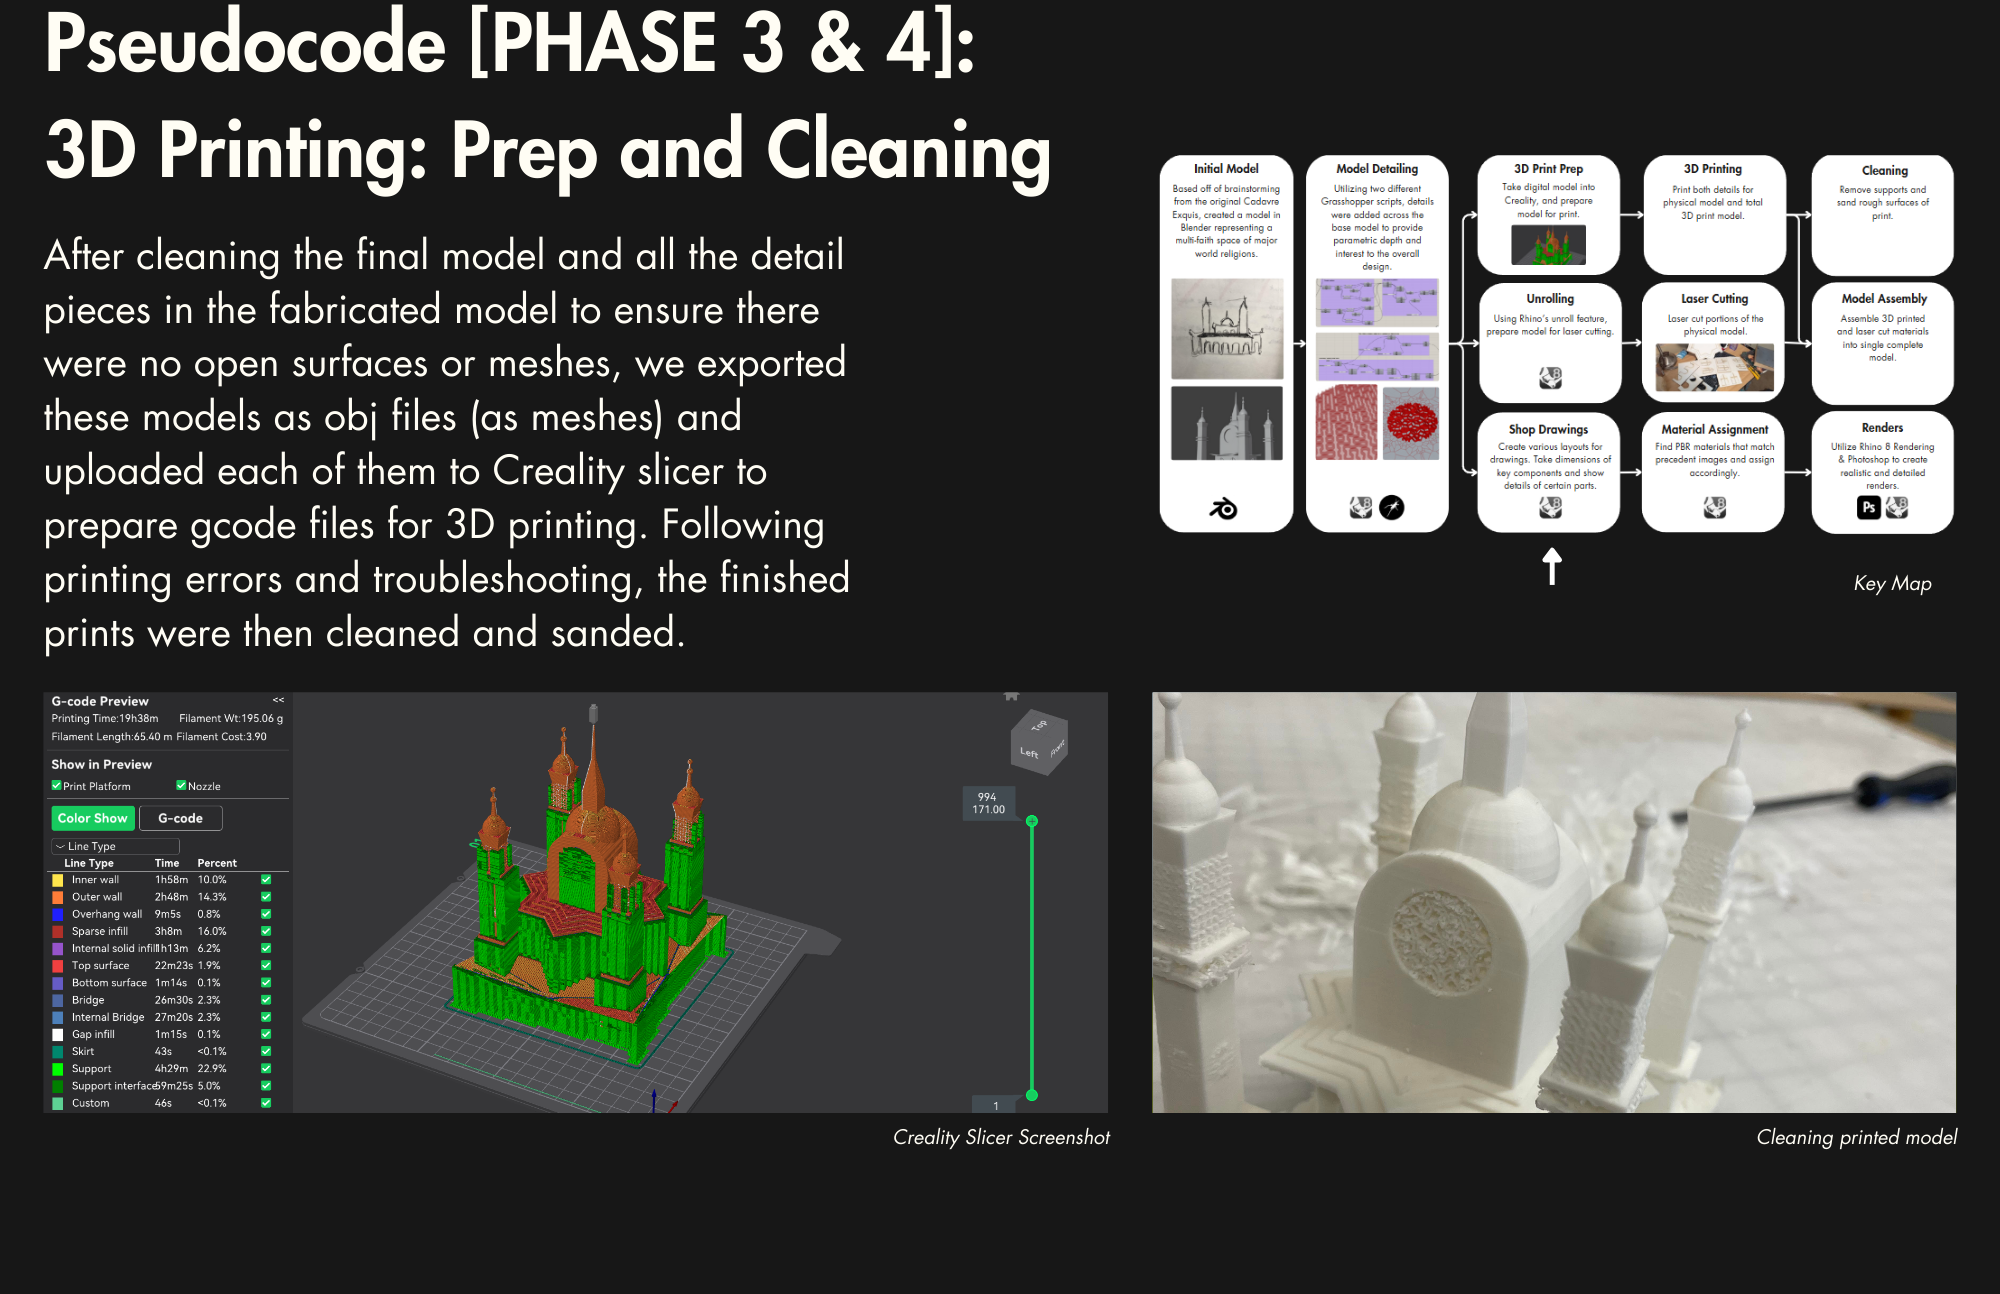 Pseudocode [PHASE 3 & 4]:
3D Printing: Prep and Cleaning
After cleaning the final model and all the detail
pieces in the fabricated model to ensure there
were no open surfaces or meshes, we exported
these models as obj files (as meshes) and
uploaded each of them to Creality slicer to
prepare gcode files for 3D printing. Following
printing errors and troubleshooting, the finished
prints were then cleaned and sanded.
Initial Model
Based off of brainstorming
from the original Cadavre
Exquis, created a model in
Blender representing a
multi-faith space of major
world religions.
Model Detailing
Utilizing two different
Grasshopper scripts, details
were added across the
base model to provide
parametric depth and
interest to the overall
design.
3D Print Prep
Take digital model into
Creality, and prepare
model for print.
3D Printing
Print both details for
physical model and total
3D print model.
Cleaning
Remove supports and
sand rough surfaces of
print.
Unrolling
Using Rhino's unroll feature,
prepare model for laser cutting.
Laser Cutting
Laser cut portions of the
physical model.
Model Assembly
Assemble 3D printed
and laser cut materials
into single complete
model.
Shop Drawings
Create various layouts for
drawings. Take dimensions of
key components and show
details of certain parts.
Material Assignment
Find PBR materials that match
precedent images and assign
accordingly.
Renders
Utilize Rhino 8 Rendering
& Photoshop to create
realistic and detailed
renders.
Ps
Key Map
G-code Preview <<
Printing Time:19h38m Filament Wt:195.06 g
Filament Length:65.40 m Filament Cost:3.90
Show in Preview
Print Platform Nozzle
Color Show G-code
Line Type
Line Type Time Percent
Inner wall 1h58m 10.0%
Outer wall 2h48m 14.3%
Overhang wall 9m5s 0.8%
Sparse infill 3h8m 16.0%
Internal solid infill 1h13m 6.2%
Top surface 22m23s 1.9%
Bottom surface 1m14s 0.1%
Bridge 26m30s 2.3%
Internal Bridge 27m20s 2.3%
Gap infill 1m15s 0.1%
Skirt 43s <0.1%
Support 4h29m 22.9%
Support interface 59m25s 5.0%
Custom 46s <0.1%
Top
Left Front
994
171.00
1
Creality Slicer Screenshot
Cleaning printed model